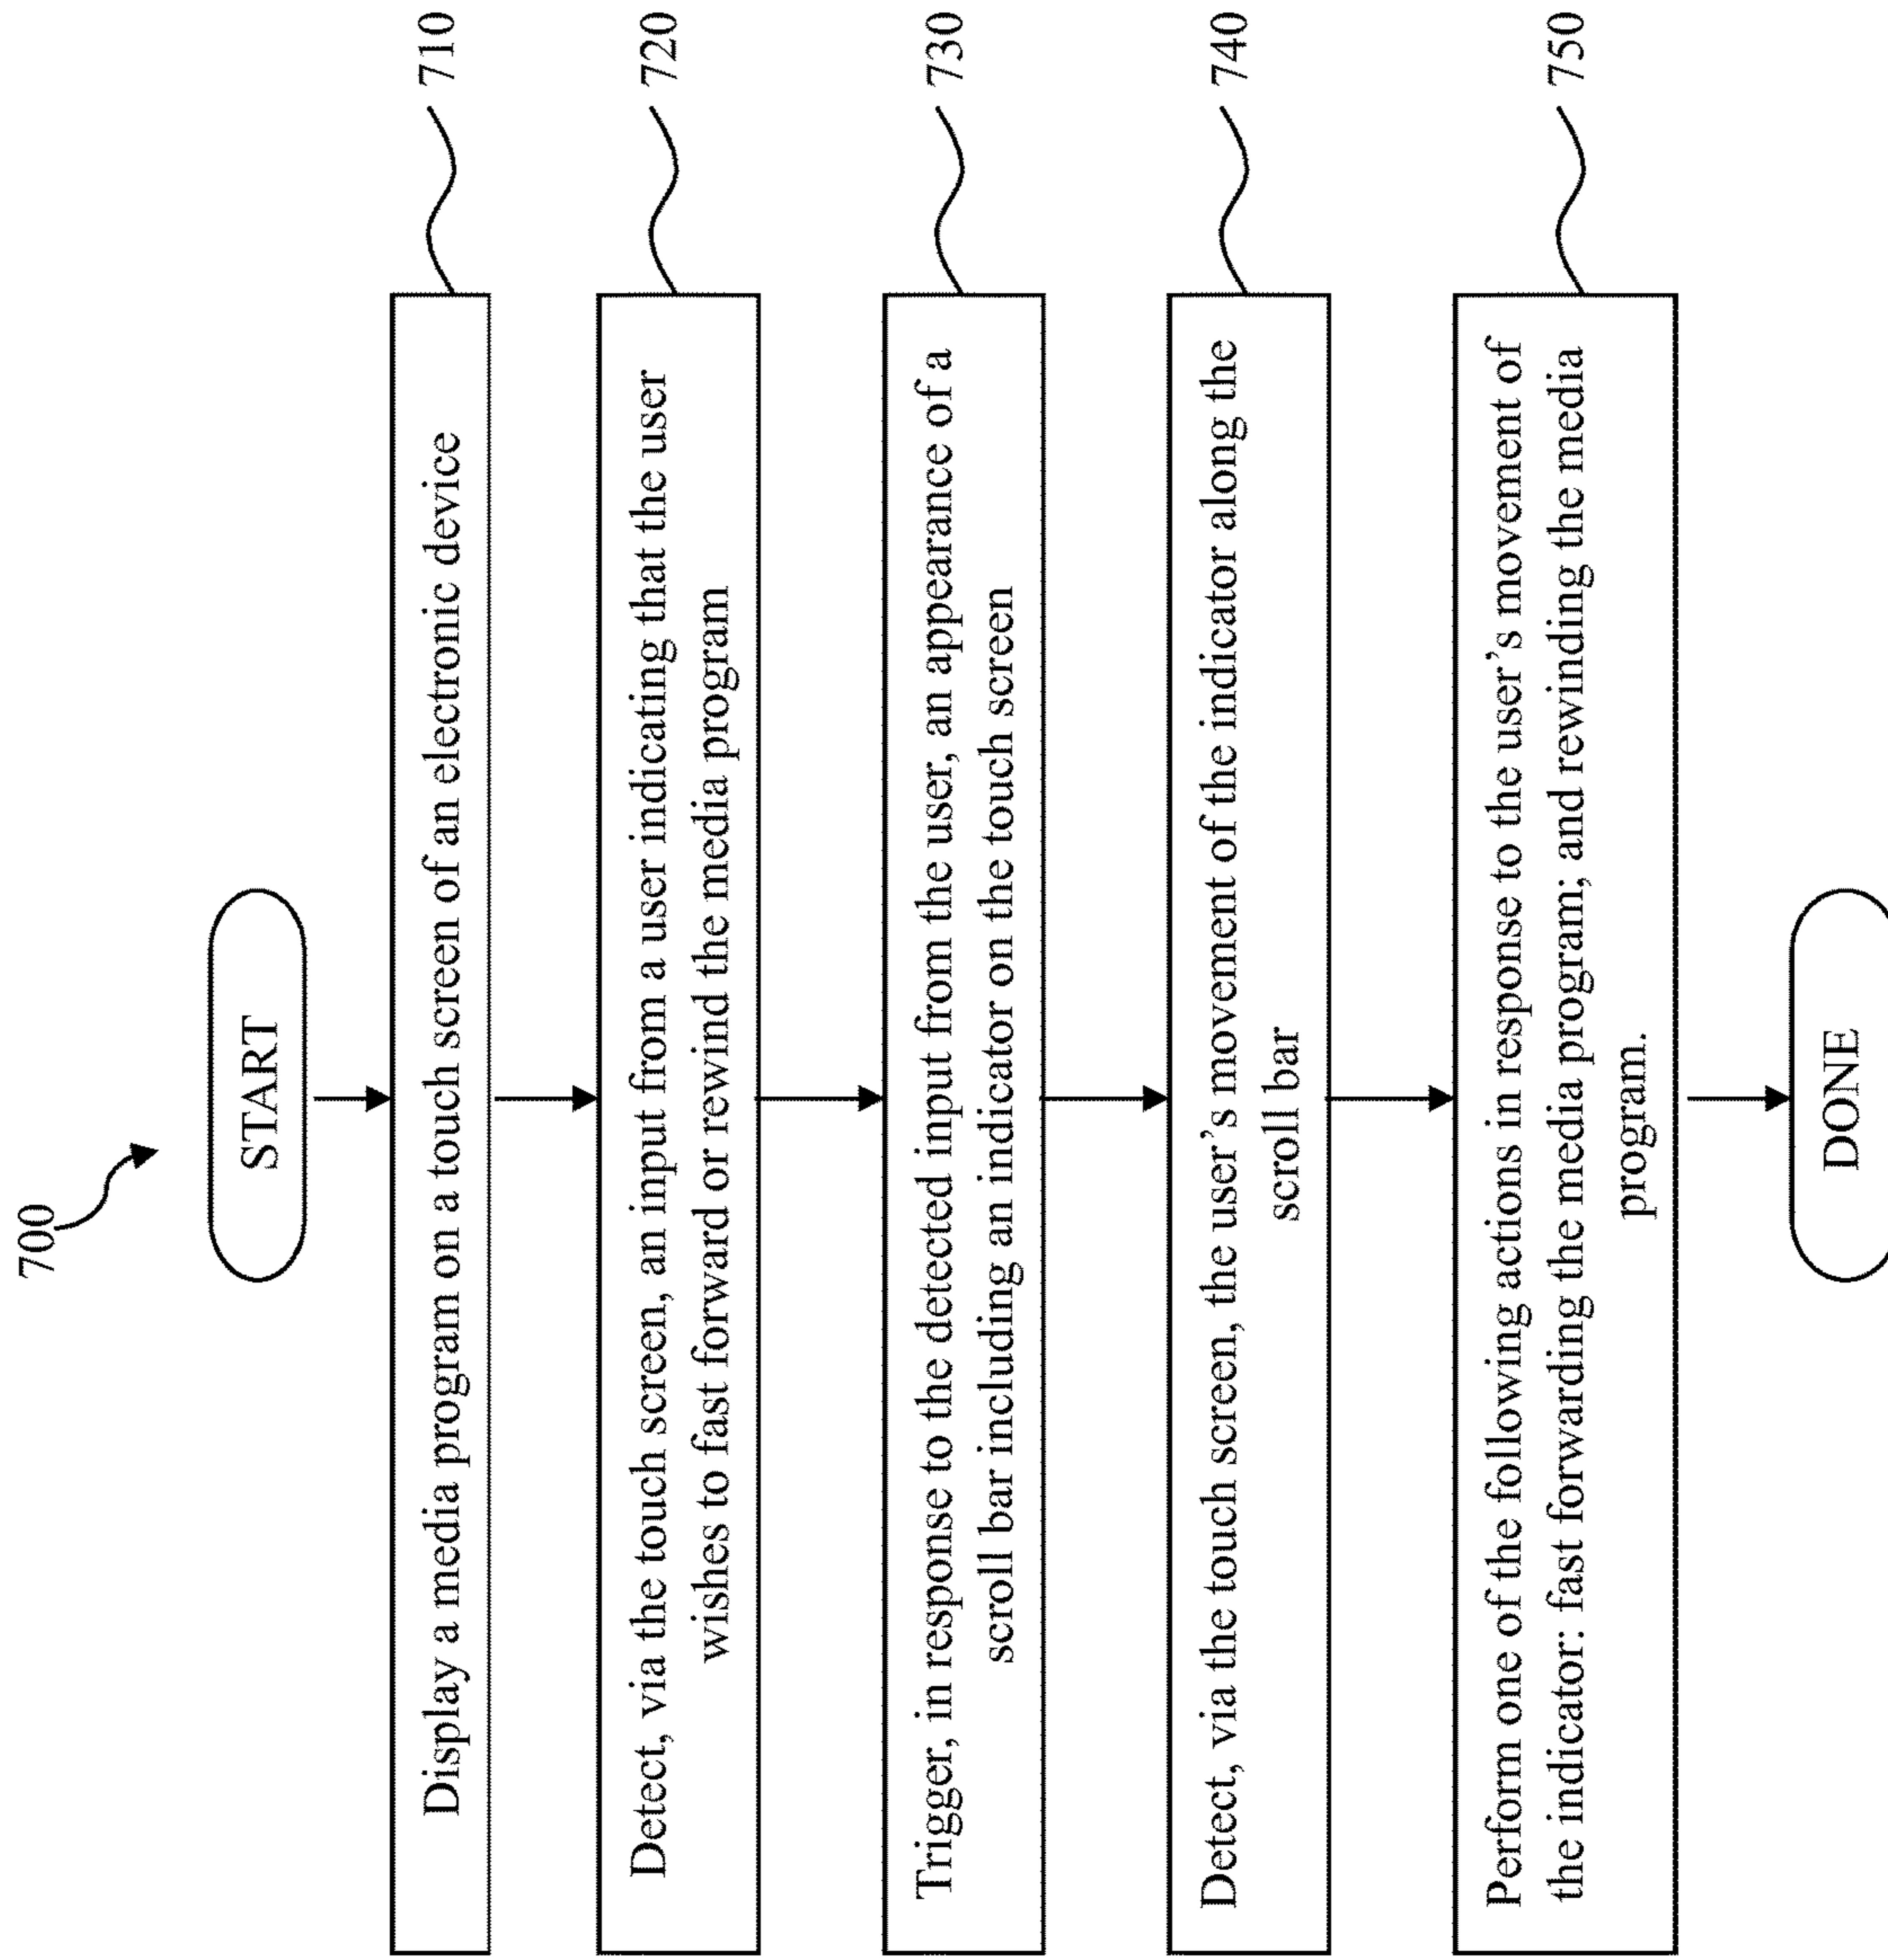 700
START
Display a media program on a touch screen of an electronic device
710
Detect, via the touch screen, an input from a user indicating that the user
wishes to fast forward or rewind the media program
720
Trigger, in response to the detected input from the user, an appearance of a
scroll bar including an indicator on the touch screen
730
Detect, via the touch screen, the user's movement of the indicator along the
scroll bar
740
Perform one of the following actions in response to the user's movement of
the indicator: fast forwarding the media program; and rewinding the media
program.
750
DONE